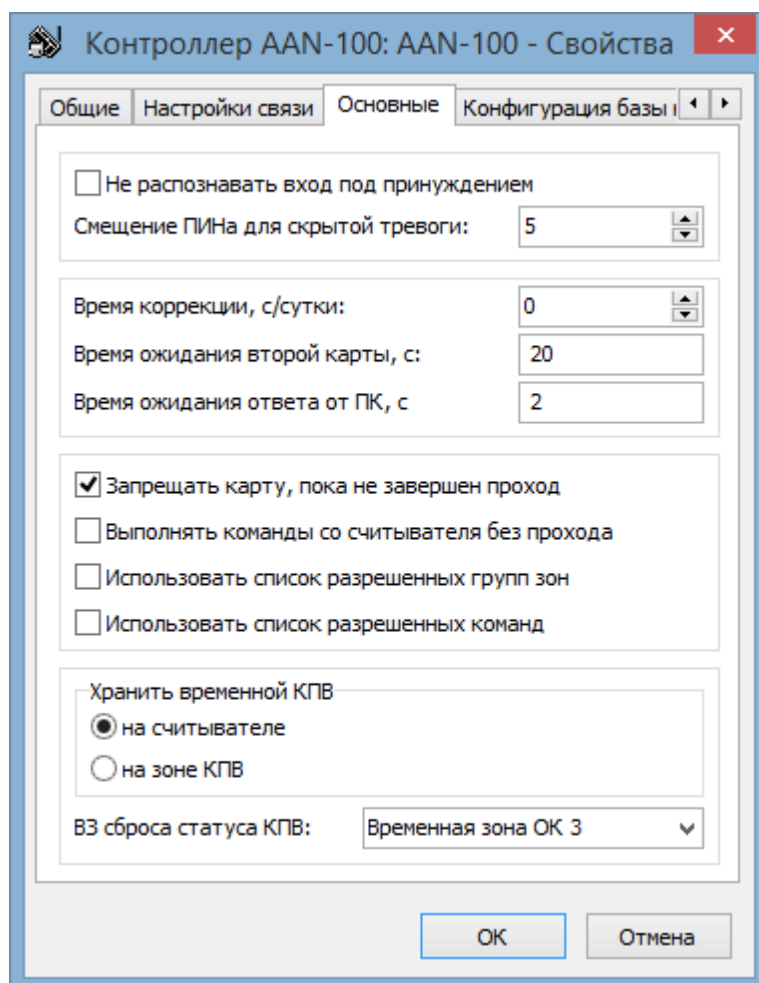 Контроллер AAN-100: AAN-100 - Свойства
Общие Настройки связи Основные Конфигурация базы
Не распознавать вход под принуждением
Смещение ПИНа для скрытой тревоги: 5
Время коррекции, с/сутки: 0
Время ожидания второй карты, с: 20
Время ожидания ответа от ПК, с 2
Запрещать карту, пока не завершен проход
Выполнять команды со считывателя без прохода
Использовать список разрешенных групп зон
Использовать список разрешенных команд
Хранить временной КПВ
на считывателе
на зоне КПВ
ВЗ сброса статуса КПВ: Временная зона ОК 3
ОК Отмена